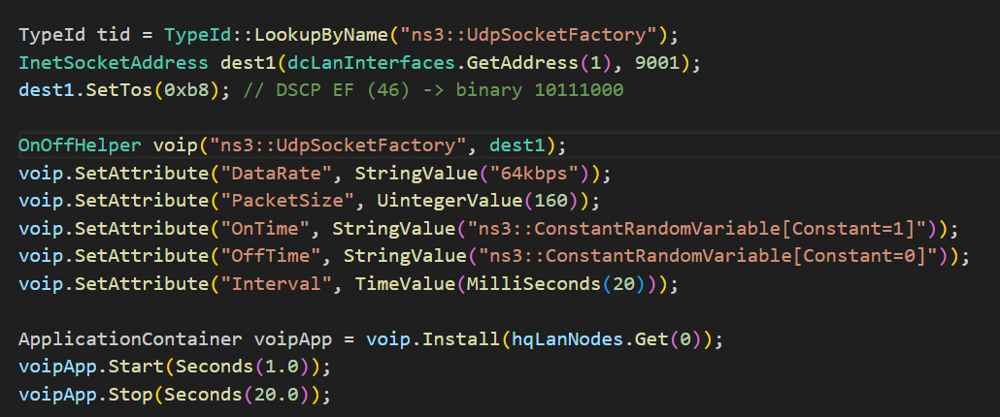 TypeId tid = TypeId::LookupByName("ns3::UdpSocketFactory");
InetSocketAddress dest1(dcLanInterfaces.GetAddress(1), 9001);
dest1.SetTos(0xb8); // DSCP EF (46) -> binary 10111000
OnOffHelper voip("ns3::UdpSocketFactory", dest1);
voip.SetAttribute("DataRate", StringValue("64kbps"));
voip.SetAttribute("PacketSize", UintegerValue(160));
voip.SetAttribute("OnTime", StringValue("ns3::ConstantRandomVariable[Constant=1]"));
voip.SetAttribute("OffTime", StringValue("ns3::ConstantRandomVariable[Constant=0]"));
voip.SetAttribute("Interval", TimeValue(MilliSeconds(20)));
ApplicationContainer voipApp = voip.Install(hqLanNodes.Get(0));
voipApp.Start(Seconds(1.0));
voipApp.Stop(Seconds(20.0));